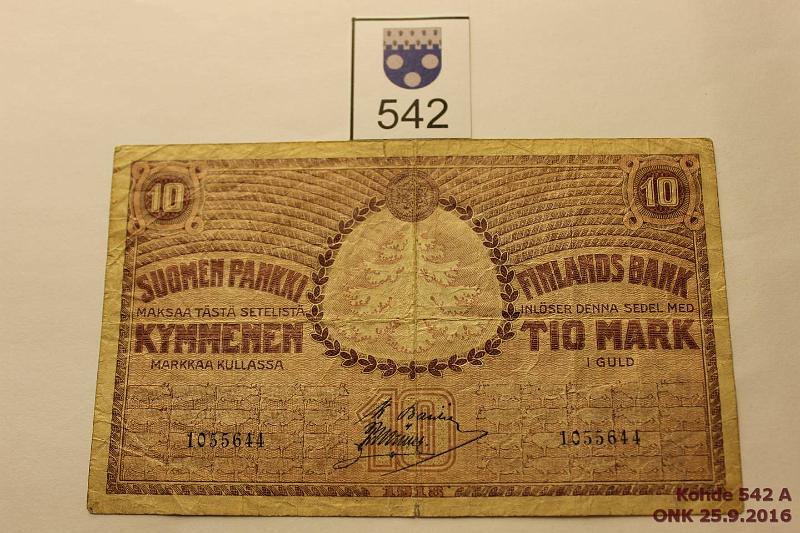 542
10
10
SUOMEN PANKKI
FINLANDS BANK
MAKSAA TÄSTÄ SETELISTÄ
INLÖSER DENNA SEDEL MED
KYMMENEN
TIO MARK
MARKKAA KULLASSA
I GULD
10
1055644
1055644
Kohde 542 A
ONK 25.9.2016